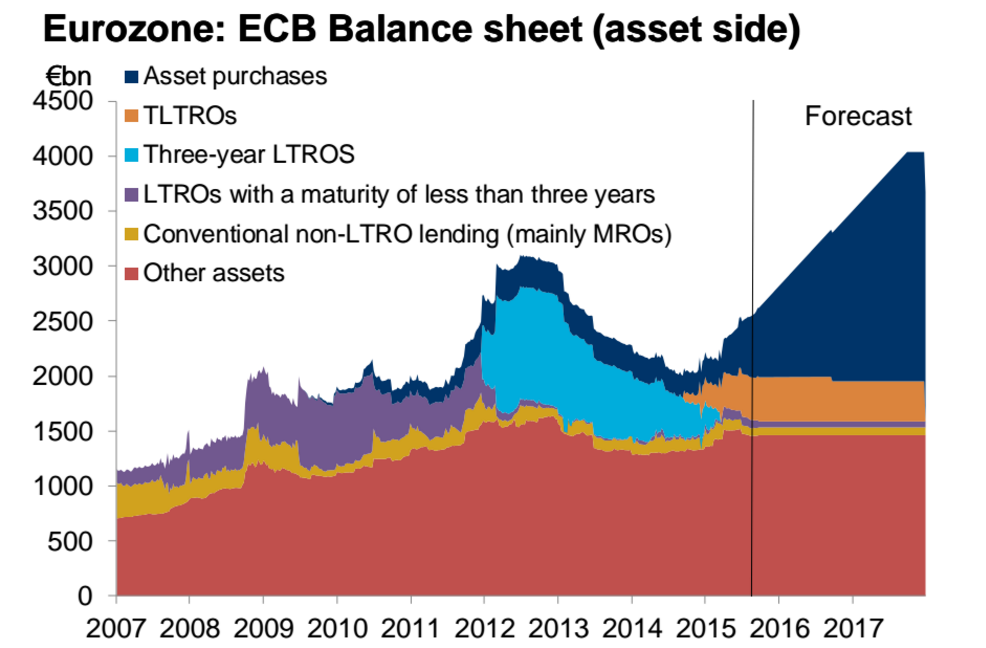 Eurozone: ECB Balance sheet (asset side)
€bn
Asset purchases
4500
TLTROs
Forecast
4000
Three-year LTROS
3500
LTROs with a maturity of less than three years
Conventional non-LTRO lending (mainly MROs)
3000
Other assets
2500
2000
1500
1000
500
0
2007 2008 2009 2010 2011 2012 2013 2014 2015 2016 2017